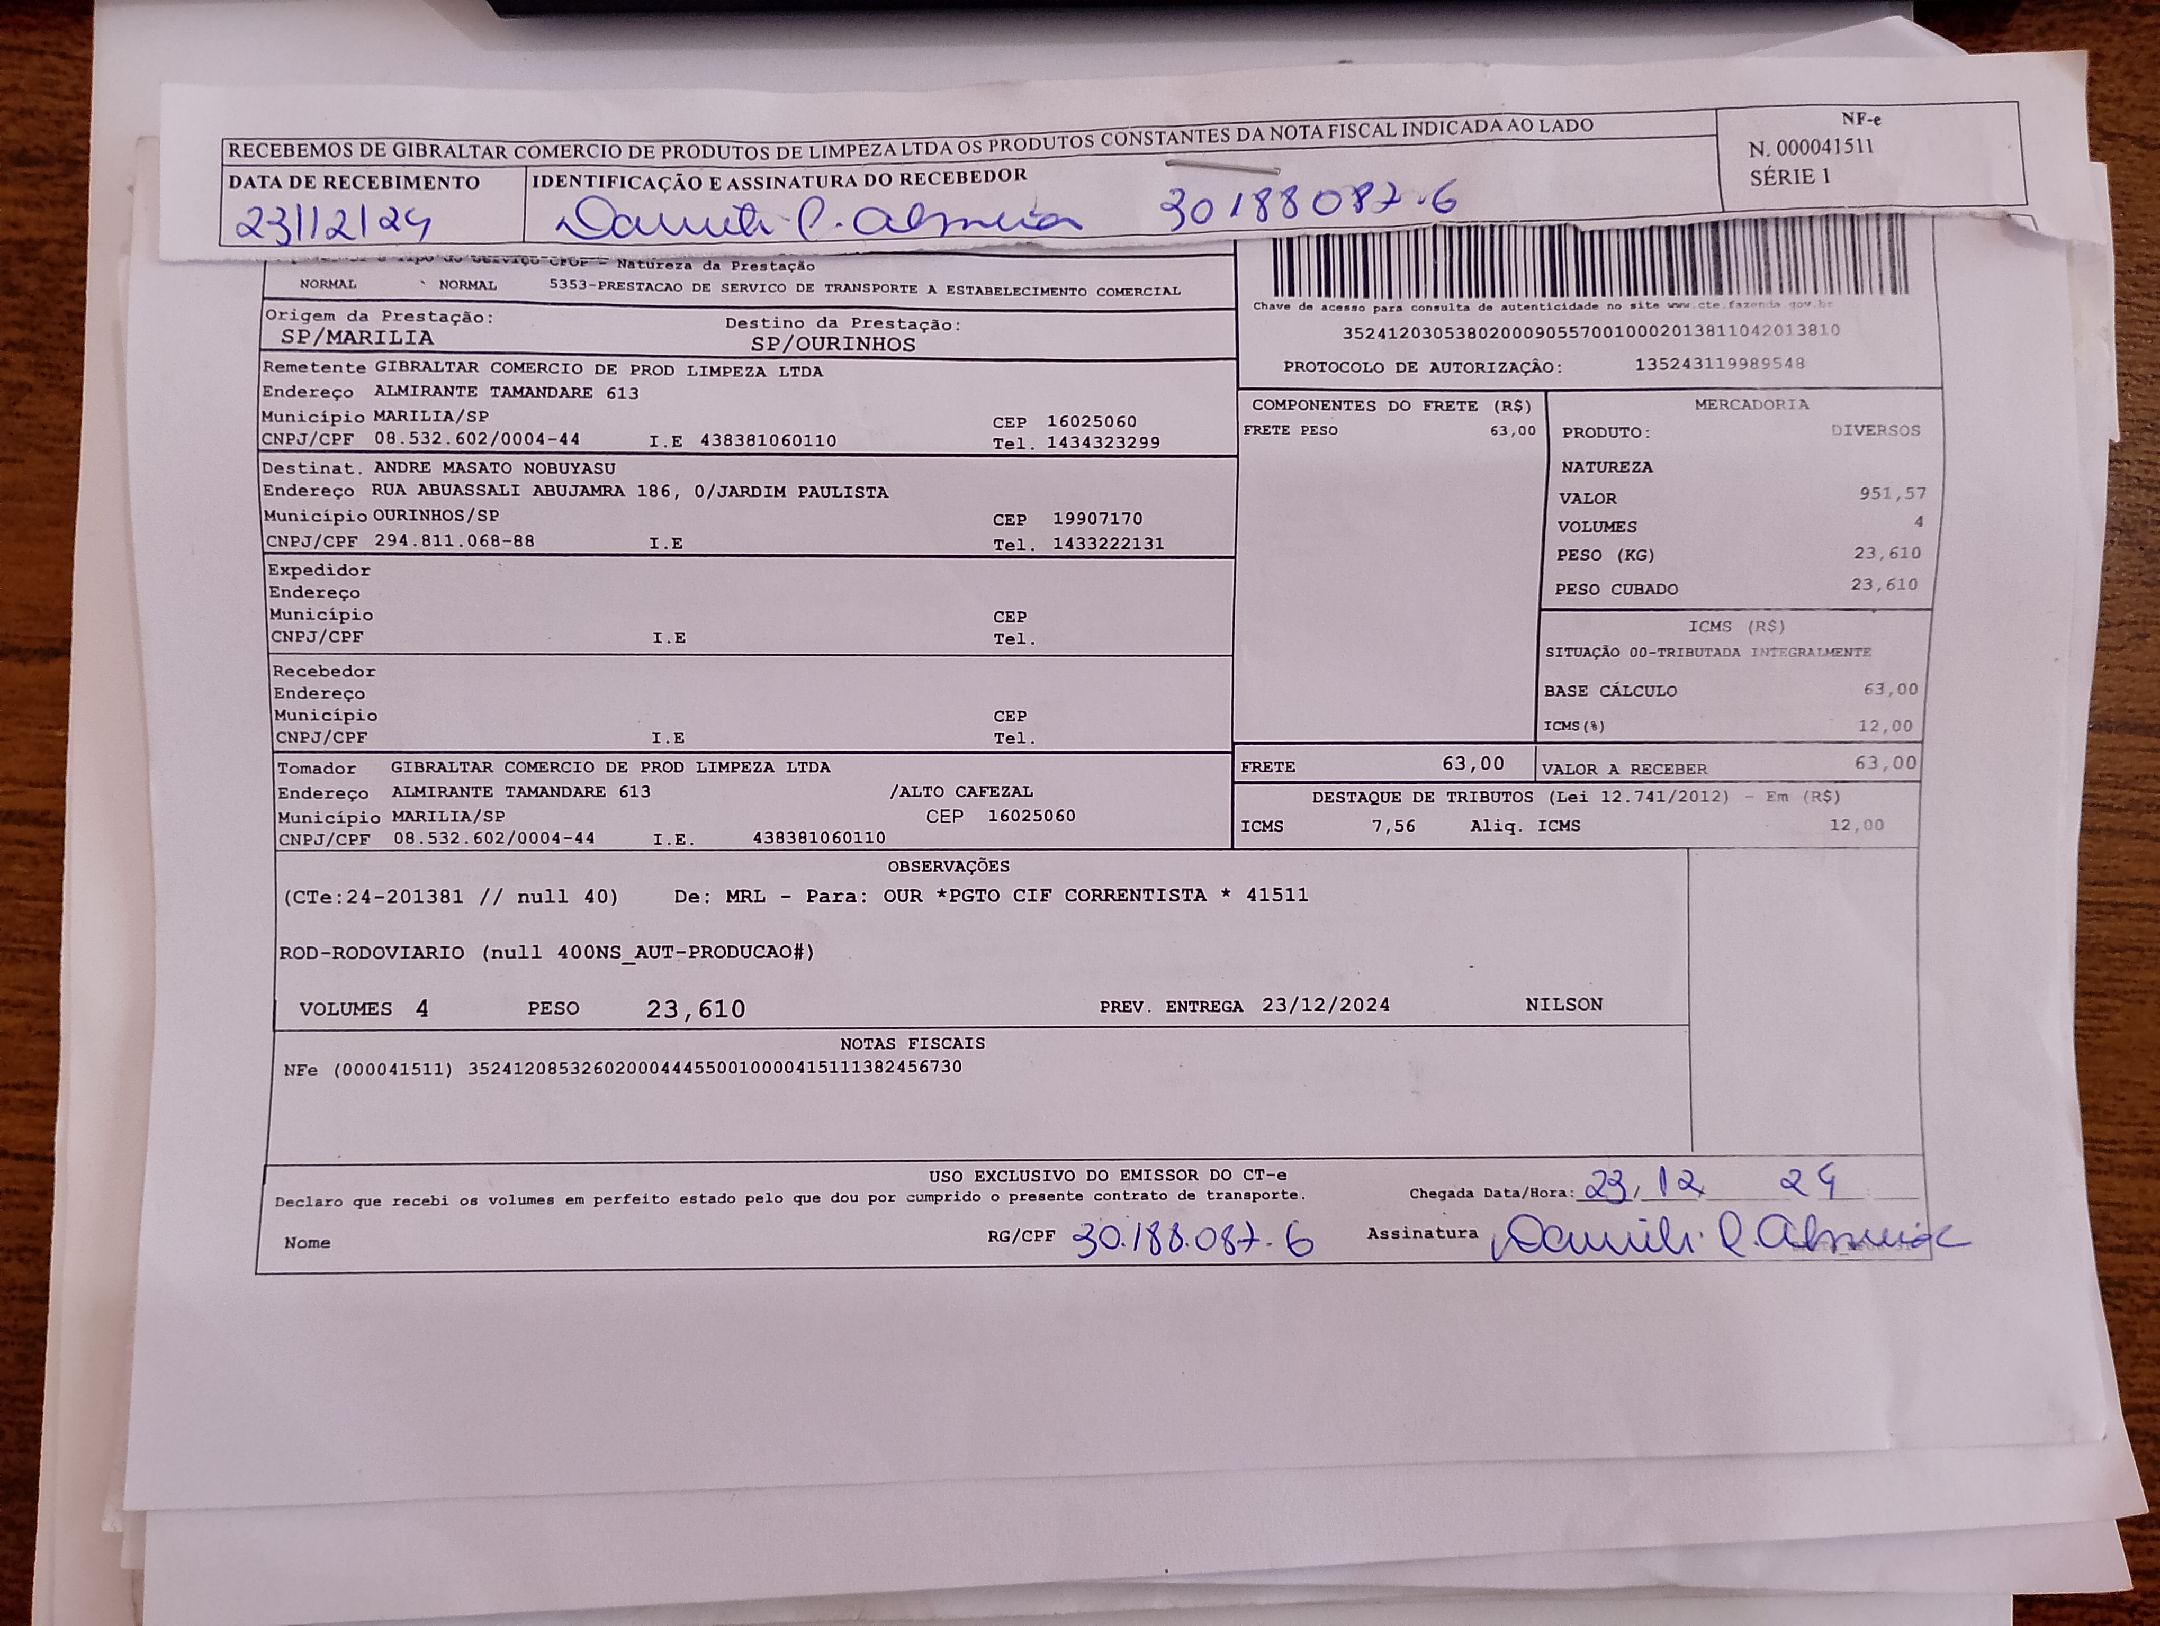 RECEBEMOS DE GIBRALTAR COMERCIO DE PRODUTOS DE LIMPEZA LTDA OS PRODUTOS CONSTANTES DA NOTA FISCAL INDICADA AO LADO
NF-e
N. 000041511
SÉRIE 1
DATA DE RECEBIMENTO
23/12/24
IDENTIFICAÇÃO E ASSINATURA DO RECEBEDOR
30188087-6
Natureza da Prestação
NORMAL NORMAL 5353-PRESTACAO DE SERVICO DE TRANSPORTE A ESTABELECIMENTO COMERCIAL
Origem da Prestação: Destino da Prestação:
SP/MARILIA SP/OURINHOS
Chave de acesso para consulta de autenticidade no site www.cte.fazenda.gov.br
35241203053802000905570010002013811042013810
PROTOCOLO DE AUTORIZAÇÃO: 135243119989548
Remetente GIBRALTAR COMERCIO DE PROD LIMPEZA LTDA
Endereço ALMIRANTE TAMANDARE 613
Município MARILIA/SP CEP 16025060
CNPJ/CPF 08.532.602/0004-44 I.E 438381060110 Tel. 1434323299
Destinat. ANDRE MASATO NOBUYASU
Endereço RUA ABUASSALI ABUJAMRA 186, 0/JARDIM PAULISTA
Município OURINHOS/SP CEP 19907170
CNPJ/CPF 294.811.068-88 I.E Tel. 1433222131
Expedidor
Endereço
Município CEP
CNPJ/CPF I.E Tel.
Recebedor
Endereço
Município CEP
CNPJ/CPF I.E Tel.
Tomador GIBRALTAR COMERCIO DE PROD LIMPEZA LTDA
Endereço ALMIRANTE TAMANDARE 613 /ALTO CAFEZAL
Município MARILIA/SP CEP 16025060
CNPJ/CPF 08.532.602/0004-44 I.E. 438381060110
COMPONENTES DO FRETE (R$)
FRETE PESO 63,00
MERCADORIA
PRODUTO: DIVERSOS
NATUREZA
VALOR 951,57
VOLUMES 4
PESO (KG) 23,610
PESO CUBADO 23,610
ICMS (R$)
SITUAÇÃO 00-TRIBUTADA INTEGRALMENTE
BASE CÁLCULO 63,00
ICMS(%) 12,00
FRETE 63,00 VALOR A RECEBER 63,00
DESTAQUE DE TRIBUTOS (Lei 12.741/2012) - Em (R$)
ICMS 7,56 Aliq. ICMS 12,00
OBSERVAÇÕES
(CTe:24-201381 // null 40) De: MRL - Para: OUR *PGTO CIF CORRENTISTA * 41511
ROD-RODOVIARIO (null 400NS_AUT-PRODUCAO#)
VOLUMES 4 PESO 23,610 PREV. ENTREGA 23/12/2024 NILSON
NOTAS FISCAIS
NFe (000041511) 35241208532602000444550010000415111382456730
USO EXCLUSIVO DO EMISSOR DO CT-e
Declaro que recebi os volumes em perfeito estado pelo que dou por cumprido o presente contrato de transporte.
Chegada Data/Hora: 23, 12 24
Nome RG/CPF 30.188.087-6 Assinatura